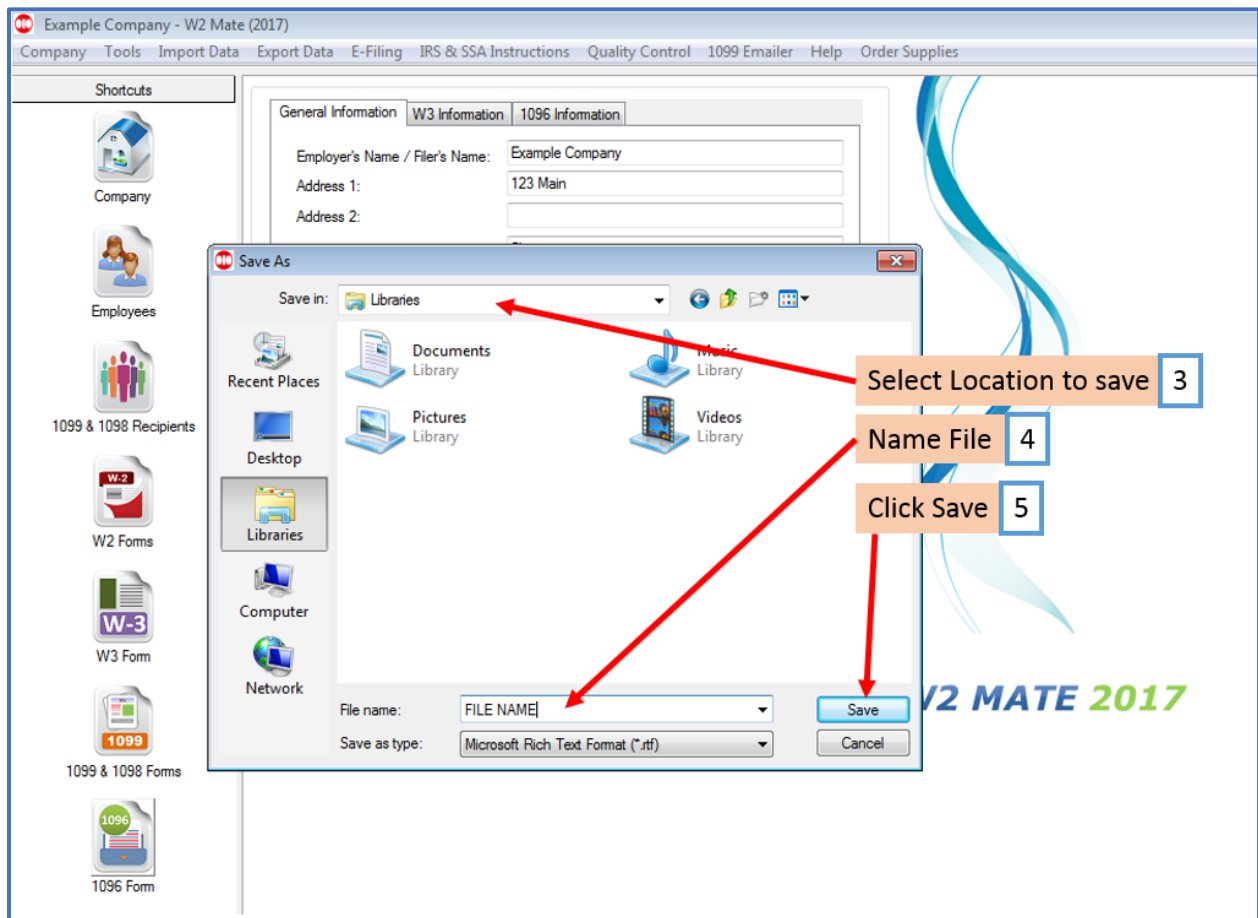 Example Company - W2 Mate (2017)
Company Tools Import Data Export Data E-Filing IRS & SSA Instructions Quality Control 1099 Emailer Help Order Supplies
Shortcuts
Company
Employees
1099 & 1098 Recipients
W-2
W2 Forms
W-3
W3 Form
1099
1099 & 1098 Forms
1096
1096 Form
General Information W3 Information 1096 Information
Employer's Name / Filer's Name: Example Company
Address 1: 123 Main
Address 2:
Save As
Save in: Libraries
Recent Places
Desktop
Libraries
Computer
Network
Documents
Library
Music
Library
Pictures
Library
Videos
Library
File name: FILE NAME
Save
Save as type: Microsoft Rich Text Format (*.rtf)
Cancel
Select Location to save 3
Name File 4
Click Save 5
W2 MATE 2017